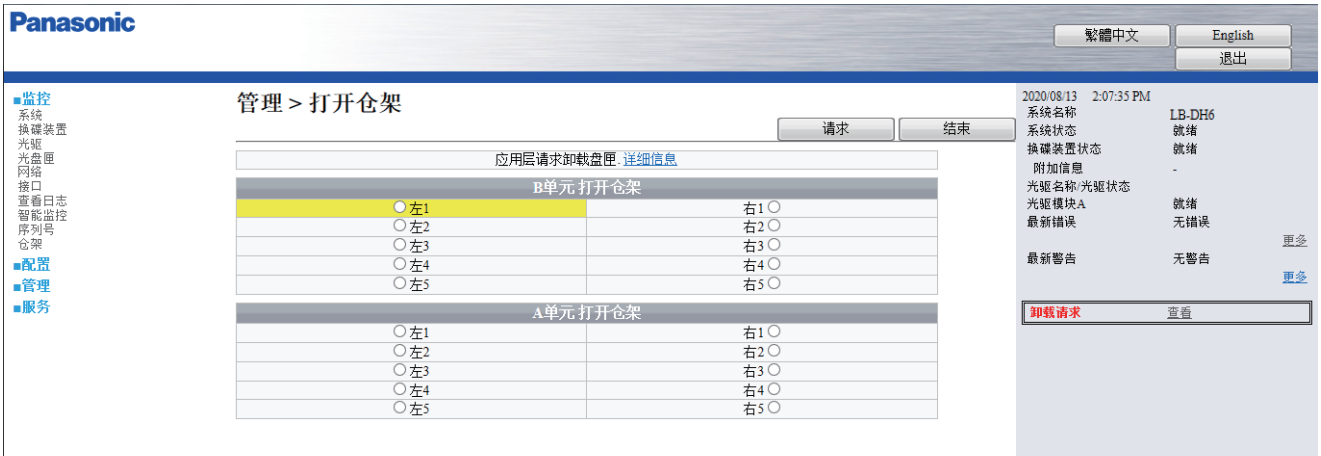 Panasonic
繁體中文 English
退出
■监控
系统
换碟装置
光驱
光盘匣
网络
接口
查看日志
智能监控
序列号
仓架
■配置
■管理
■服务
管理 > 打开仓架
请求 结束
应用层请求卸载盘匣. 详细信息
B单元 打开仓架
左1 右1
左2 右2
左3 右3
左4 右4
左5 右5
A单元 打开仓架
左1 右1
左2 右2
左3 右3
左4 右4
左5 右5
2020/08/13 2:07:35 PM
系统名称 LB-DH6
系统状态 就绪
换碟装置状态 就绪
附加信息 -
光驱名称/光驱状态
光驱模块A 就绪
最新错误 无错误
更多
最新警告 无警告
更多
卸载请求 查看